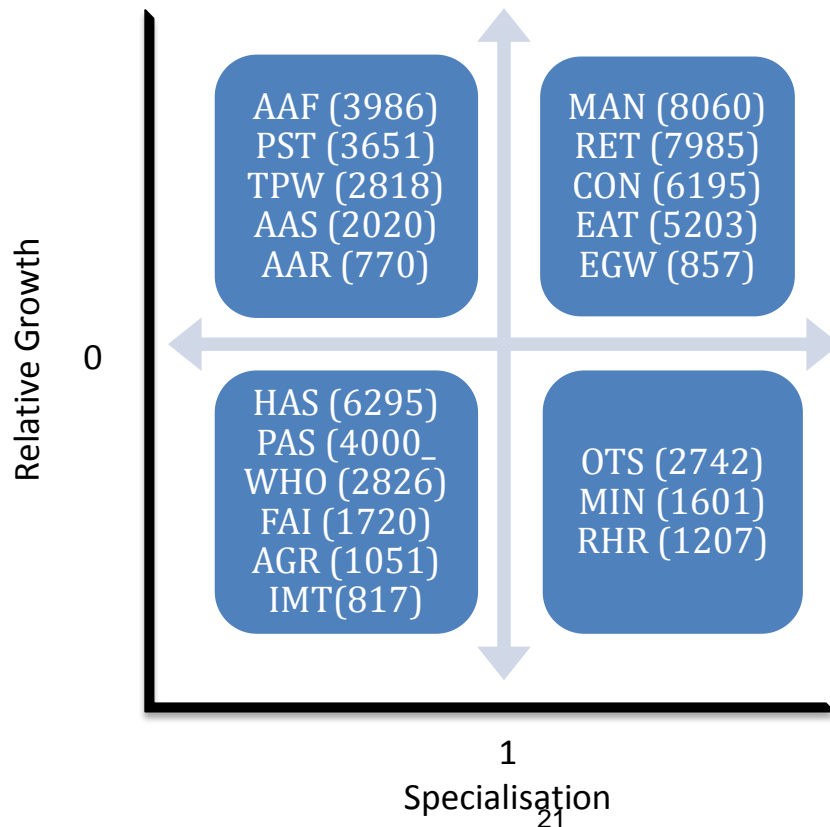 AAF (3986)
PST (3651)
TPW (2818)
AAS (2020)
AAR (770)
MAN (8060)
RET (7985)
CON (6195)
EAT (5203)
EGW (857)
Relative Growth
0
HAS (6295)
PAS (4000_
WHO (2826)
FAI (1720)
AGR (1051)
IMT(817)
OTS (2742)
MIN (1601)
RHR (1207)
1
Specialisation
21